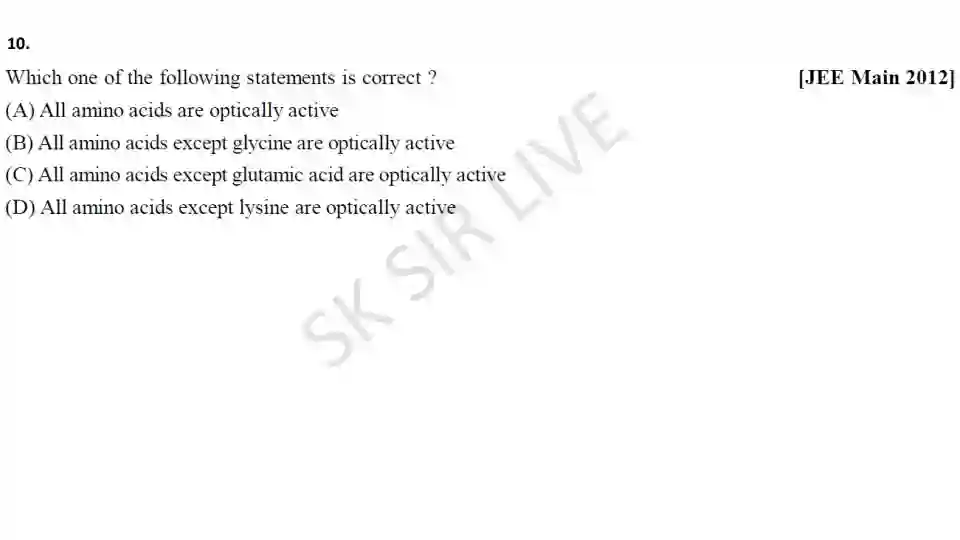 10.
Which one of the following statements is correct ? [JEE Main 2012]
(A) All amino acids are optically active
(B) All amino acids except glycine are optically active
(C) All amino acids except glutamic acid are optically active
(D) All amino acids except lysine are optically active
SK SIR LIVE